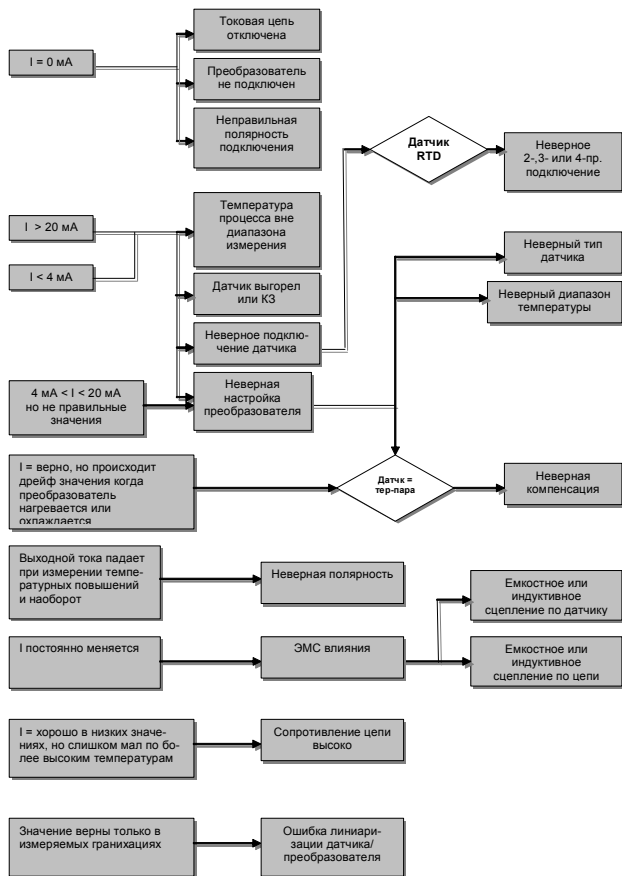 Токовая цепь
отключена
I = 0 мА
Преобразователь
не подключен
Неправильная
полярность
подключения
Датчик
RTD
Неверное
2-,3- или 4-пр.
подключение
Температура
процесса вне
диапазона
измерения
I > 20 мА
I < 4 мА
Неверный тип
датчика
Датчик выгорел
или КЗ
Неверный диапазон
температуры
Неверное подклю-
чение датчика
Неверная
настройка
преобразователя
4 мА < I < 20 мА
но не правильные
значения
I = верно, но происходит
дрейф значения когда
преобразователь
нагревается или
охлаждается
Датчк =
тер-пара
Неверная
компенсация
Выходной тока падает
при измерении темпе-
ратурных повышений
и наоборот
Неверная полярность
Емкостное или
индуктивное
сцепление по датчику
I постоянно меняется
ЭМС влияния
Емкостное или
индуктивное
сцепление по цепи
I = хорошо в низких значе-
ниях, но слишком мал по бо-
лее высоким температурам
Сопротивление цепи
высоко
Значение верны только в
измеряемых гранихациях
Ошибка линиари-
зации датчика/
преобразователя